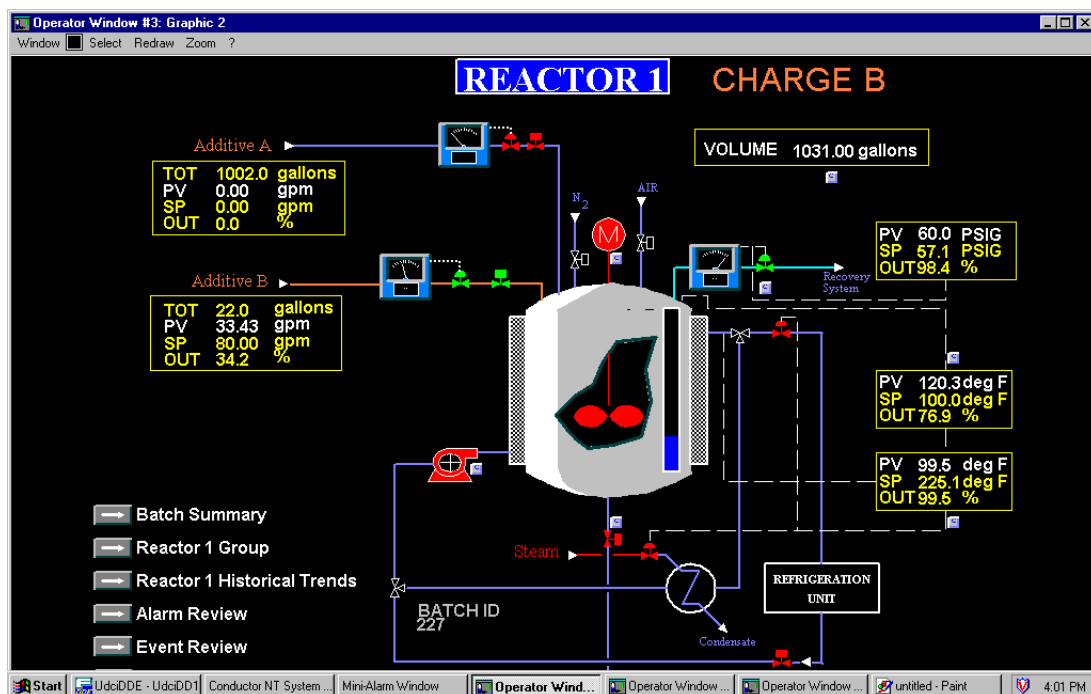 Operator Window #3: Graphic 2
Window Select Redraw Zoom ?
REACTOR 1 CHARGE B
Additive A
TOT 1002.0 gallons
PV 0.00 gpm
SP 0.00 gpm
OUT 0.0 %
VOLUME 1031.00 gallons
N2
AIR
M
Additive B
TOT 22.0 gallons
PV 33.43 gpm
SP 80.00 gpm
OUT 34.2 %
PV 60.0 PSIG
SP 57.1 PSIG
OUT 98.4 %
Recovery
System
PV 120.3 deg F
SP 100.0 deg F
OUT 76.9 %
PV 99.5 deg F
SP 225.1 deg F
OUT 99.5 %
Batch Summary
Reactor 1 Group
Reactor 1 Historical Trends
Alarm Review
Event Review
Steam
REFRIGERATION
UNIT
BATCH ID
227
Condensate
Start UdciDDE - UdciDD1 Conductor NT System ... Mini-Alarm Window Operator Wind... Operator Window ... Operator Window ... untitled - Paint 4:01 PM